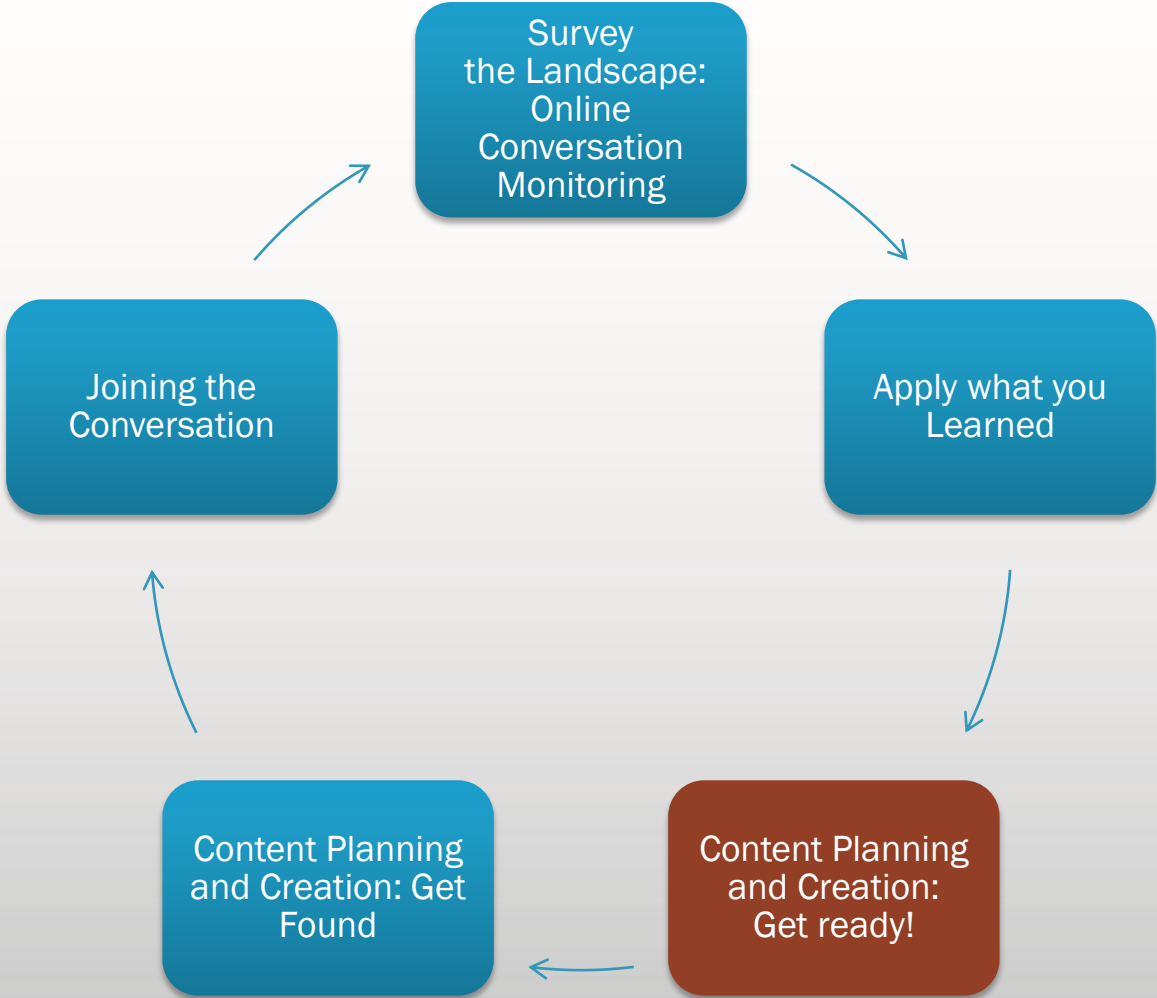 Survey
the Landscape:
Online
Conversation
Monitoring
Apply what you
Learned
Content Planning
and Creation:
Get ready!
Content Planning
and Creation: Get
Found
Joining the
Conversation